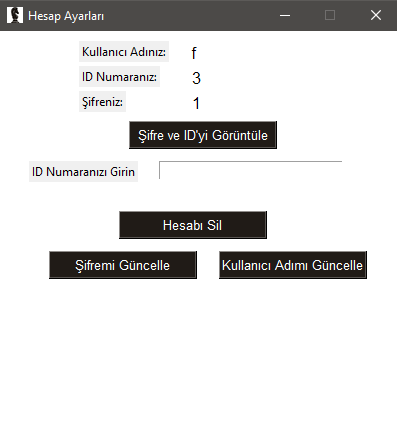 Hesap Ayarları
Kullanıcı Adınız: f
ID Numaranız: 3
Şifreniz: 1
Şifre ve ID'yi Görüntüle
ID Numaranızı Girin
Hesabı Sil
Şifremi Güncelle Kullanıcı Adımı Güncelle